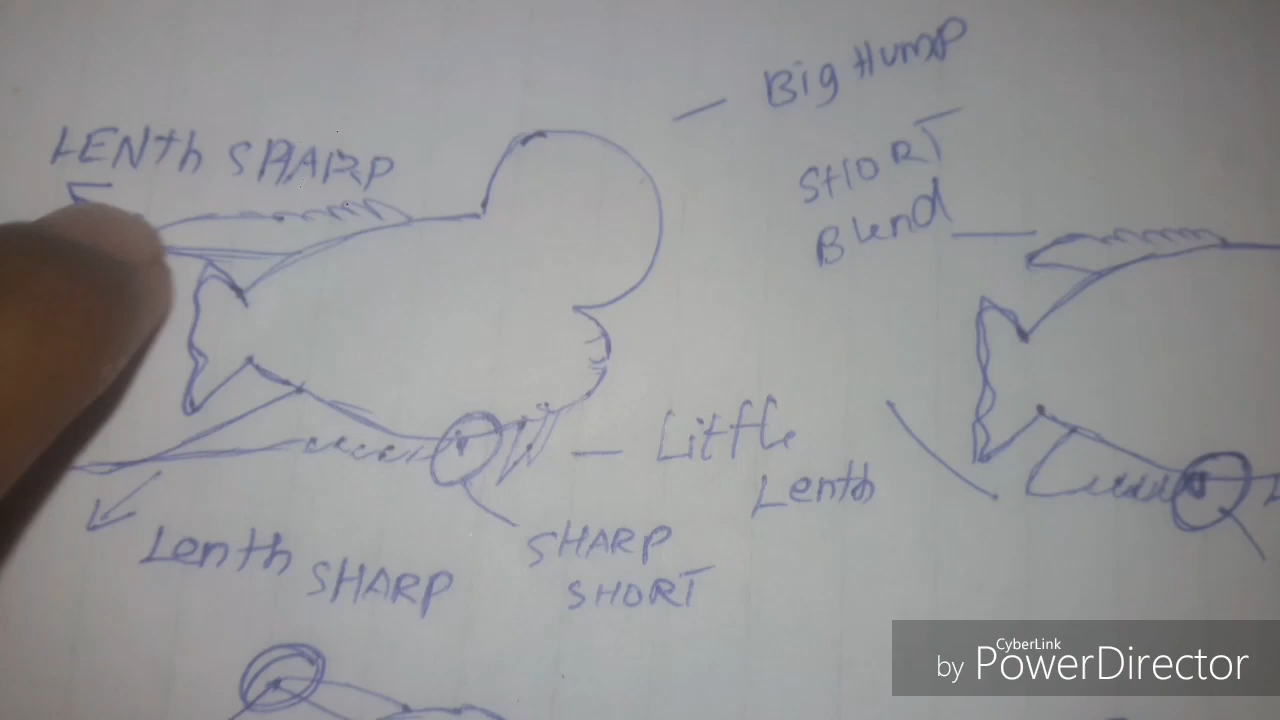 Big Hump
LENth SHARP
SHORT
Blend
Little
Lenth
Lenth SHARP
SHARP
SHORT
CyberLink
by PowerDirector